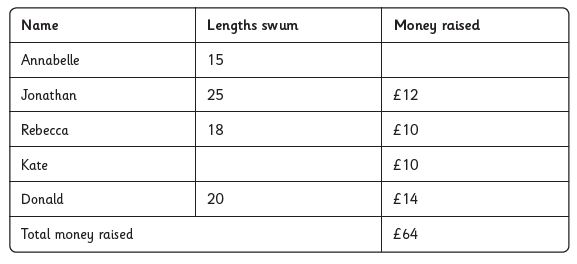 Name Lengths swum Money raised
Annabelle 15
Jonathan 25 £12
Rebecca 18 £10
Kate £10
Donald 20 £14
Total money raised £64